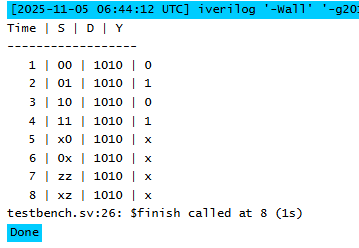 [2025-11-05 06:44:12 UTC] iverilog '-Wall' '-g20
Time | S | D | Y
-----------------
1 | 00 | 1010 | 0
2 | 01 | 1010 | 1
3 | 10 | 1010 | 0
4 | 11 | 1010 | 1
5 | x0 | 1010 | x
6 | 0x | 1010 | x
7 | zz | 1010 | x
8 | xz | 1010 | x
testbench.sv:26: $finish called at 8 (1s)
Done